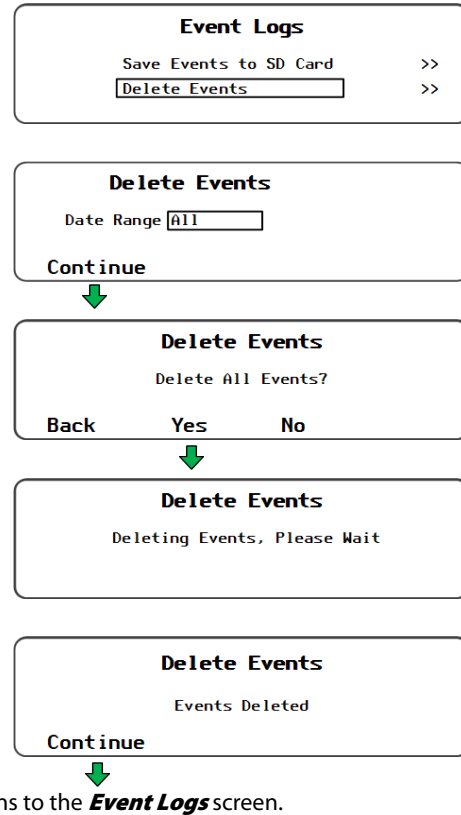 Event Logs
Save Events to SD Card >>
Delete Events >>
Delete Events
Date Range All
Continue
Delete Events
Delete All Events?
Back Yes No
Delete Events
Deleting Events, Please Wait
Delete Events
Events Deleted
Continue
to the Event Logs screen.